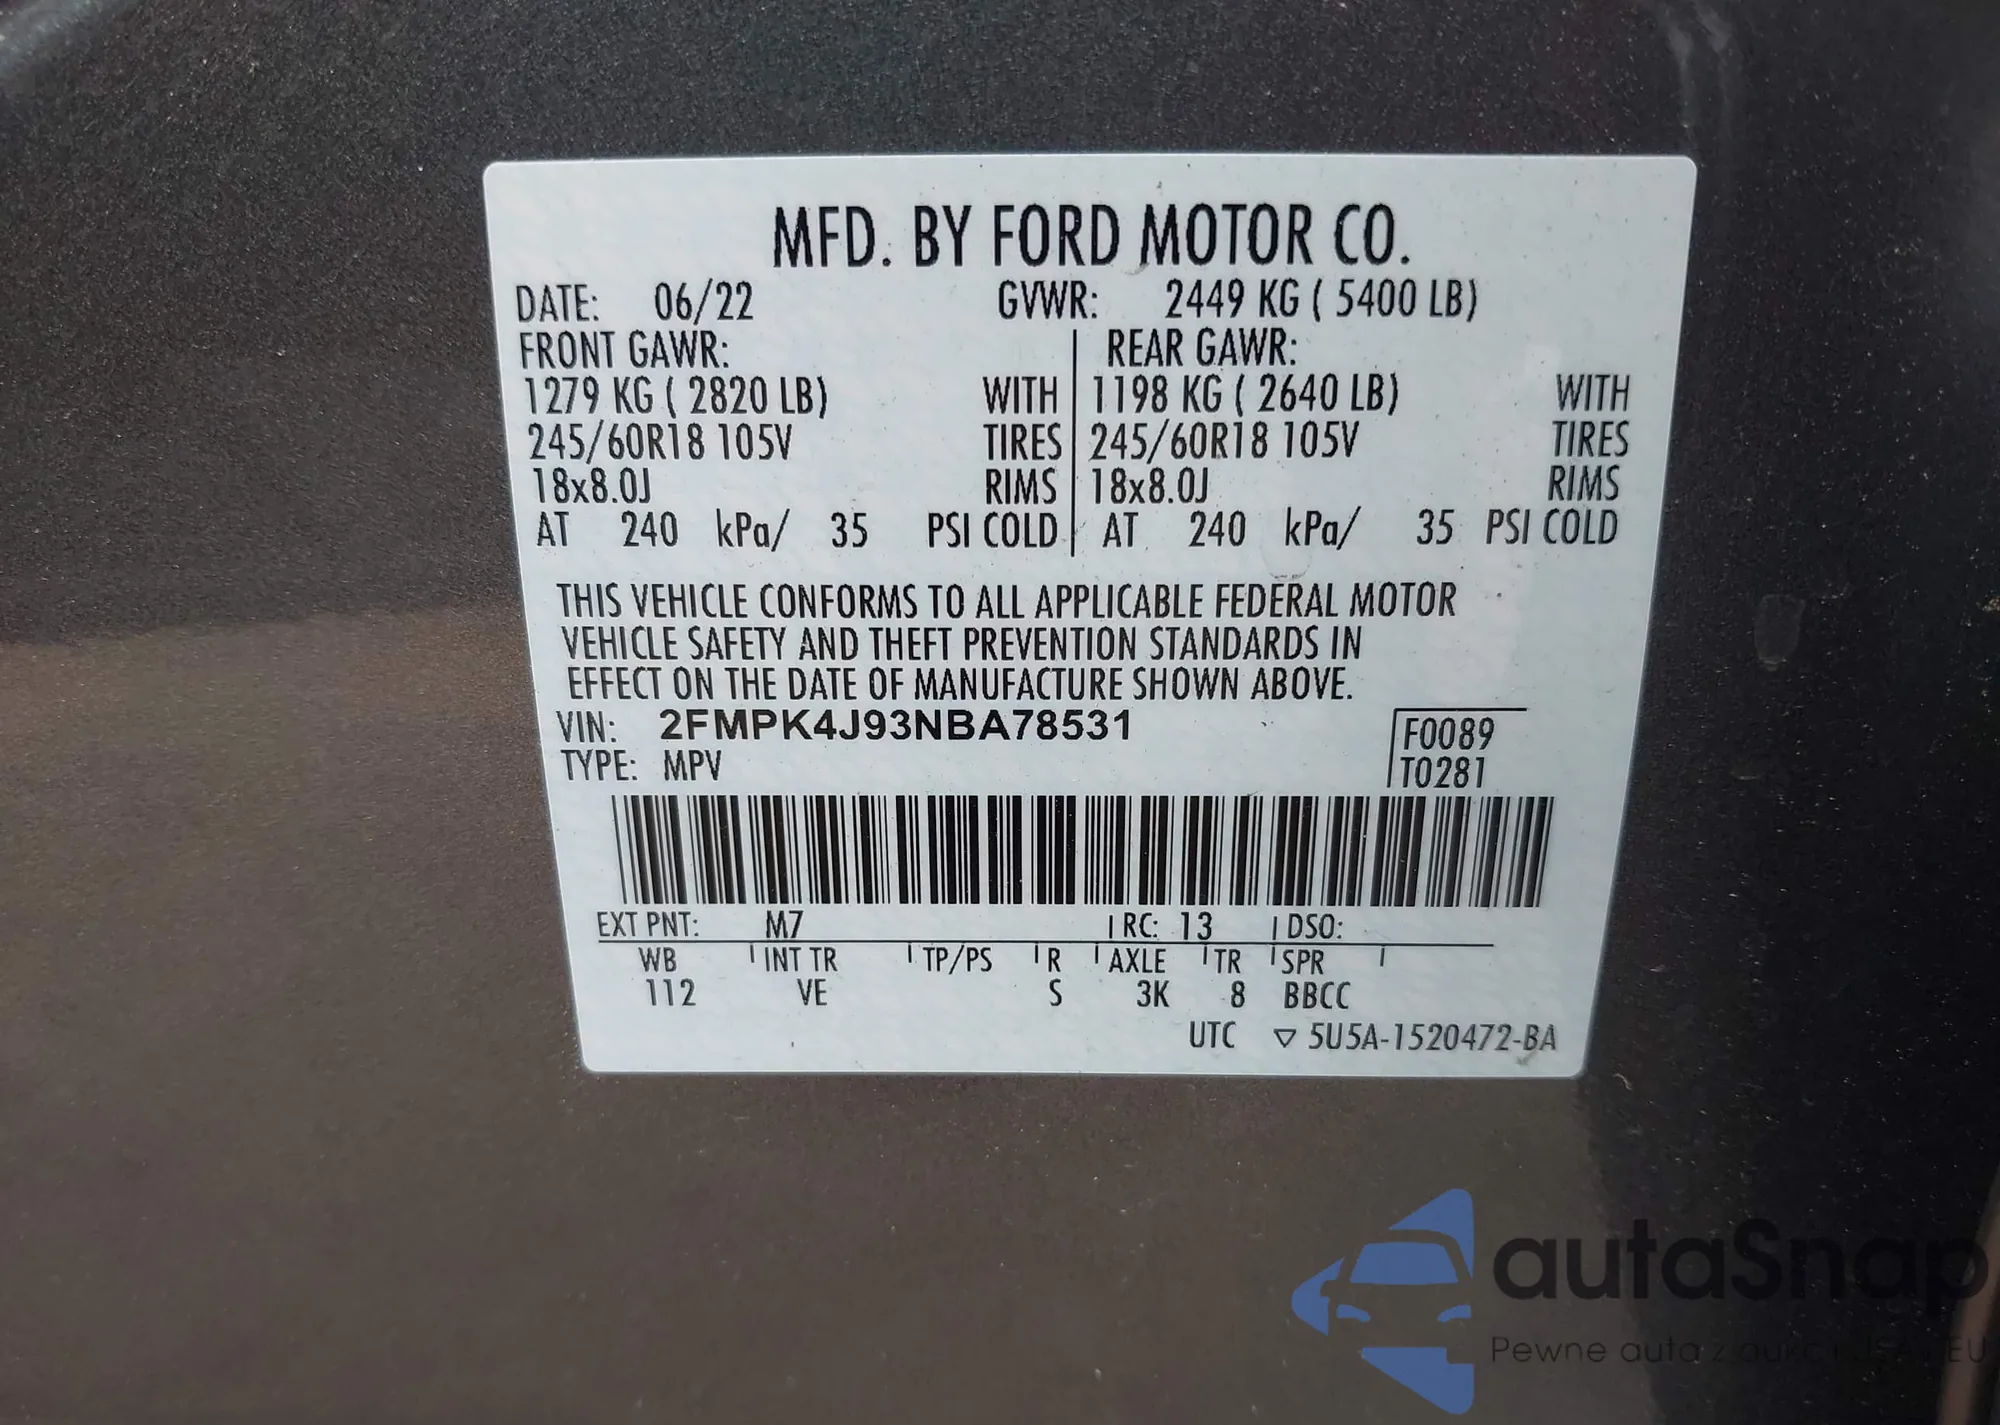 MFD. BY FORD MOTOR CO.
DATE: 06/22 GVWR: 2449 KG ( 5400 LB)
FRONT GAWR: REAR GAWR:
1279 KG ( 2820 LB) WITH 1198 KG ( 2640 LB) WITH
245/60R18 105V TIRES 245/60R18 105V TIRES
18x8.0J RIMS 18x8.0J RIMS
AT 240 kPa/ 35 PSI COLD AT 240 kPa/ 35 PSI COLD
THIS VEHICLE CONFORMS TO ALL APPLICABLE FEDERAL MOTOR
VEHICLE SAFETY AND THEFT PREVENTION STANDARDS IN
EFFECT ON THE DATE OF MANUFACTURE SHOWN ABOVE.
VIN: 2FMPK4J93NBA78531 F0089
TYPE: MPV T0281
EXT PNT: M7 RC: 13 DSO:
WB INT TR TP/PS R AXLE TR SPR
112 VE S 3K 8 BBCC
UTC ▽ 5U5A-1520472-BA
autaSnap
Pewne auta z aukcji USA i EU